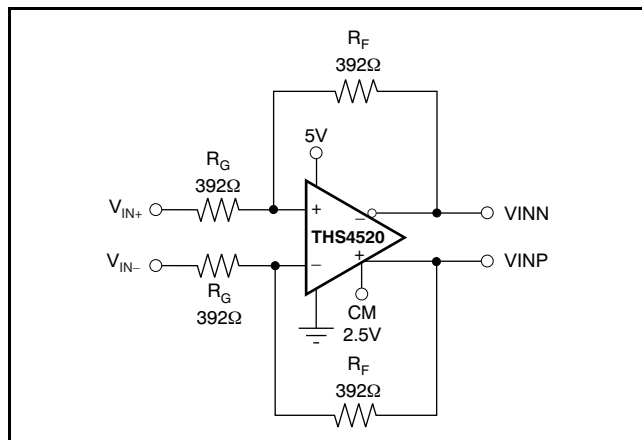 R_F
392Ω
5V
R_G
392Ω
V_IN+
+
−
VINN
THS4520
V_IN−
−
+
VINP
R_G
392Ω
CM
2.5V
R_F
392Ω